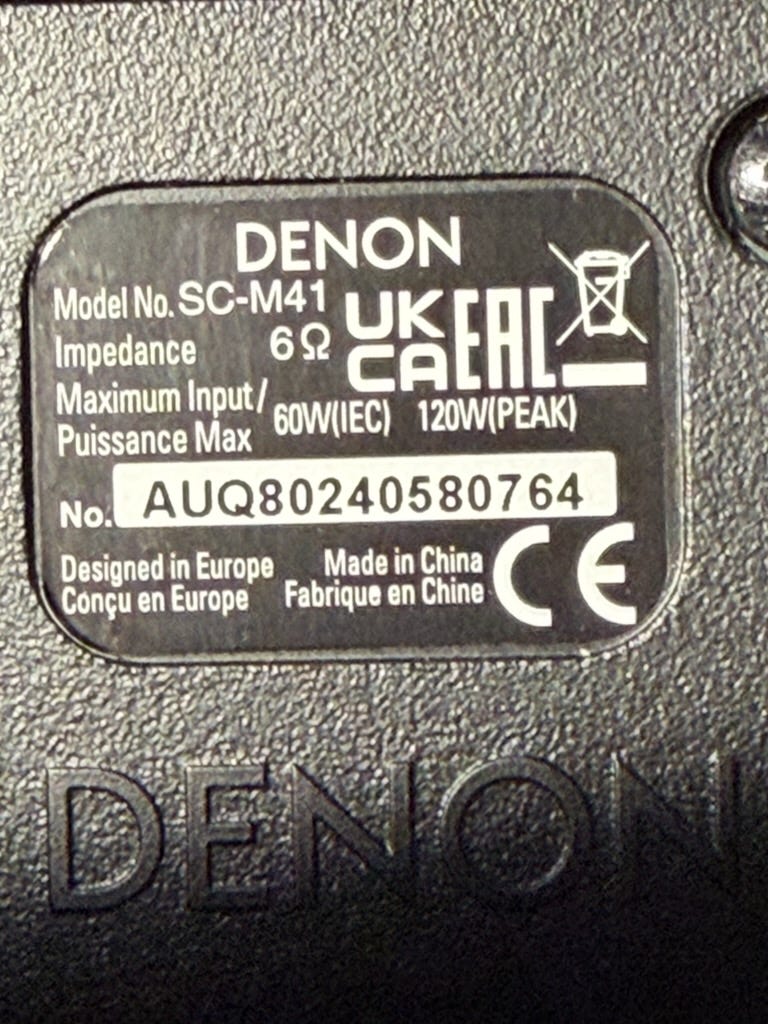 DENON
Model No. SC-M41
Impedance 6Ω
UK
CA
EAC
Maximum Input/
Puissance Max
60W(IEC) 120W(PEAK)
No. AUQ80240580764
Designed in Europe
Conçu en Europe
Made in China
Fabriqué en Chine
CE
DENON